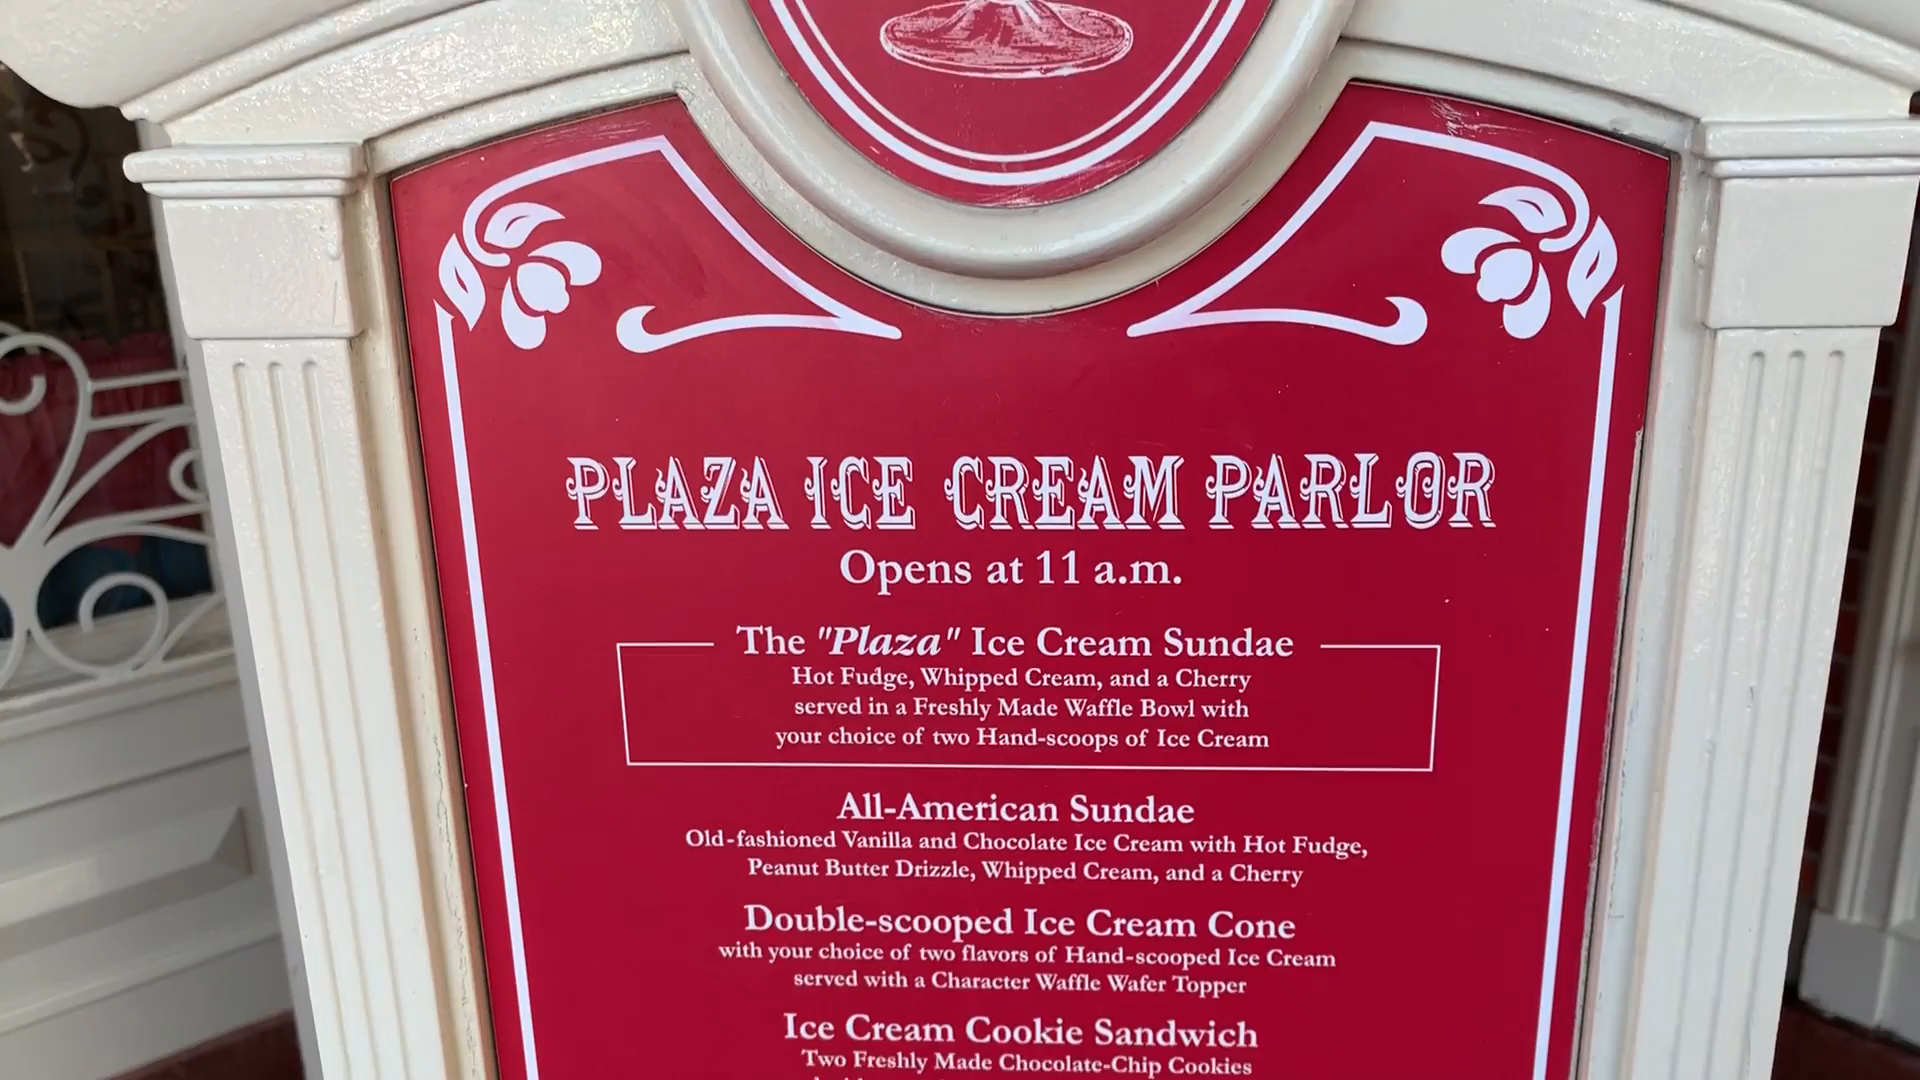 PLAZA ICE CREAM PARLOR
Opens at 11 a.m.
The "Plaza" Ice Cream Sundae
Hot Fudge, Whipped Cream, and a Cherry
served in a Freshly Made Waffle Bowl with
your choice of two Hand-scoops of Ice Cream
All-American Sundae
Old-fashioned Vanilla and Chocolate Ice Cream with Hot Fudge,
Peanut Butter Drizzle, Whipped Cream, and a Cherry
Double-scooped Ice Cream Cone
with your choice of two flavors of Hand-scooped Ice Cream
served with a Character Waffle Wafer Topper
Ice Cream Cookie Sandwich
Two Freshly Made Chocolate-Chip Cookies